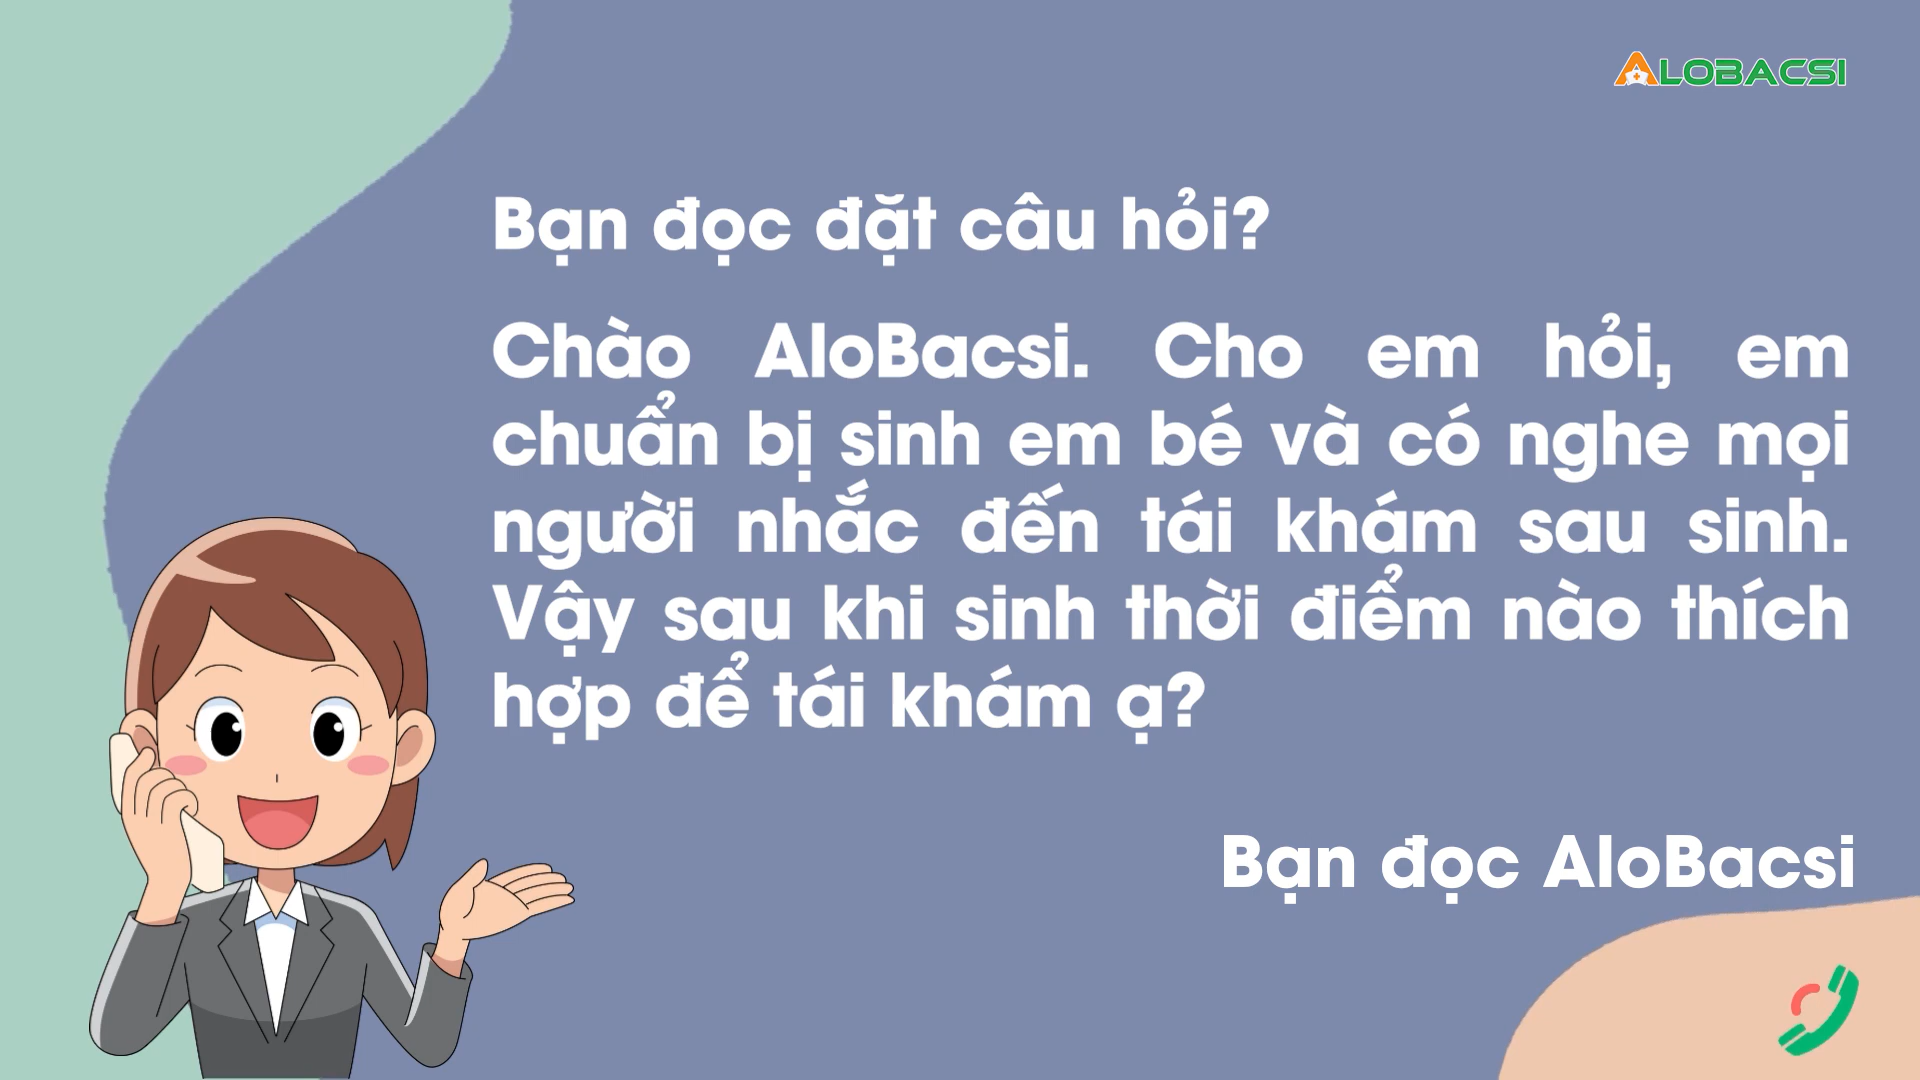 ALOBACSI
Bạn đọc đặt câu hỏi?
Chào AloBacsi. Cho em hỏi, em
chuẩn bị sinh em bé và có nghe mọi
người nhắc đến tái khám sau sinh.
Vậy sau khi sinh thời điểm nào thích
hợp để tái khám ạ?
Bạn đọc AloBacsi